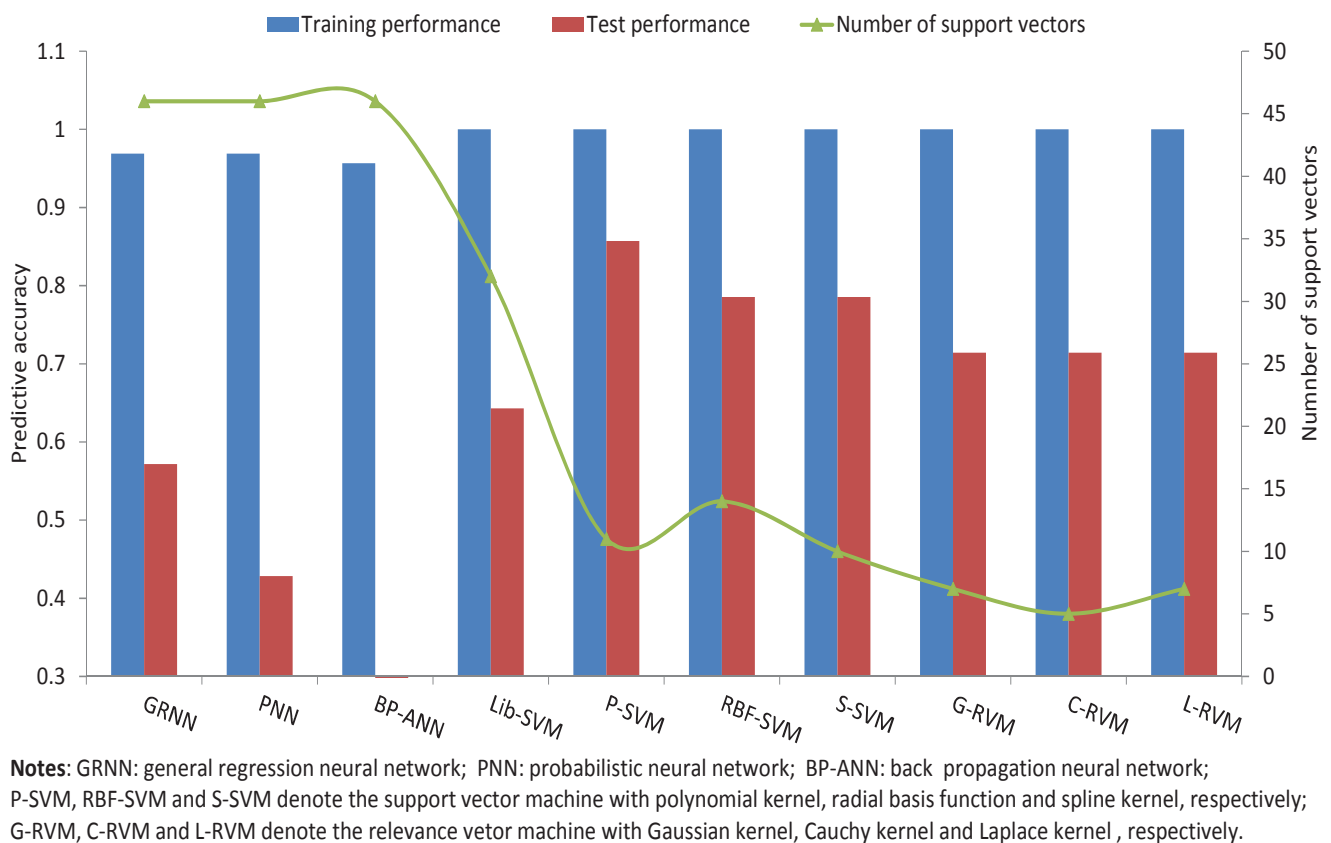 Training performance Test performance Number of support vectors
1.1
1
0.9
0.8
0.7
0.6
0.5
0.4
0.3
Predictive accuracy
50
45
40
35
30
25
20
15
10
5
0
Numnber of support vectors
GRNN PNN BP-ANN Lib-SVM P-SVM RBF-SVM S-SVM G-RVM C-RVM L-RVM
Notes: GRNN: general regression neural network; PNN: probabilistic neural network; BP-ANN: back propagation neural network;
P-SVM, RBF-SVM and S-SVM denote the support vector machine with polynomial kernel, radial basis function and spline kernel, respectively;
G-RVM, C-RVM and L-RVM denote the relevance vetor machine with Gaussian kernel, Cauchy kernel and Laplace kernel , respectively.